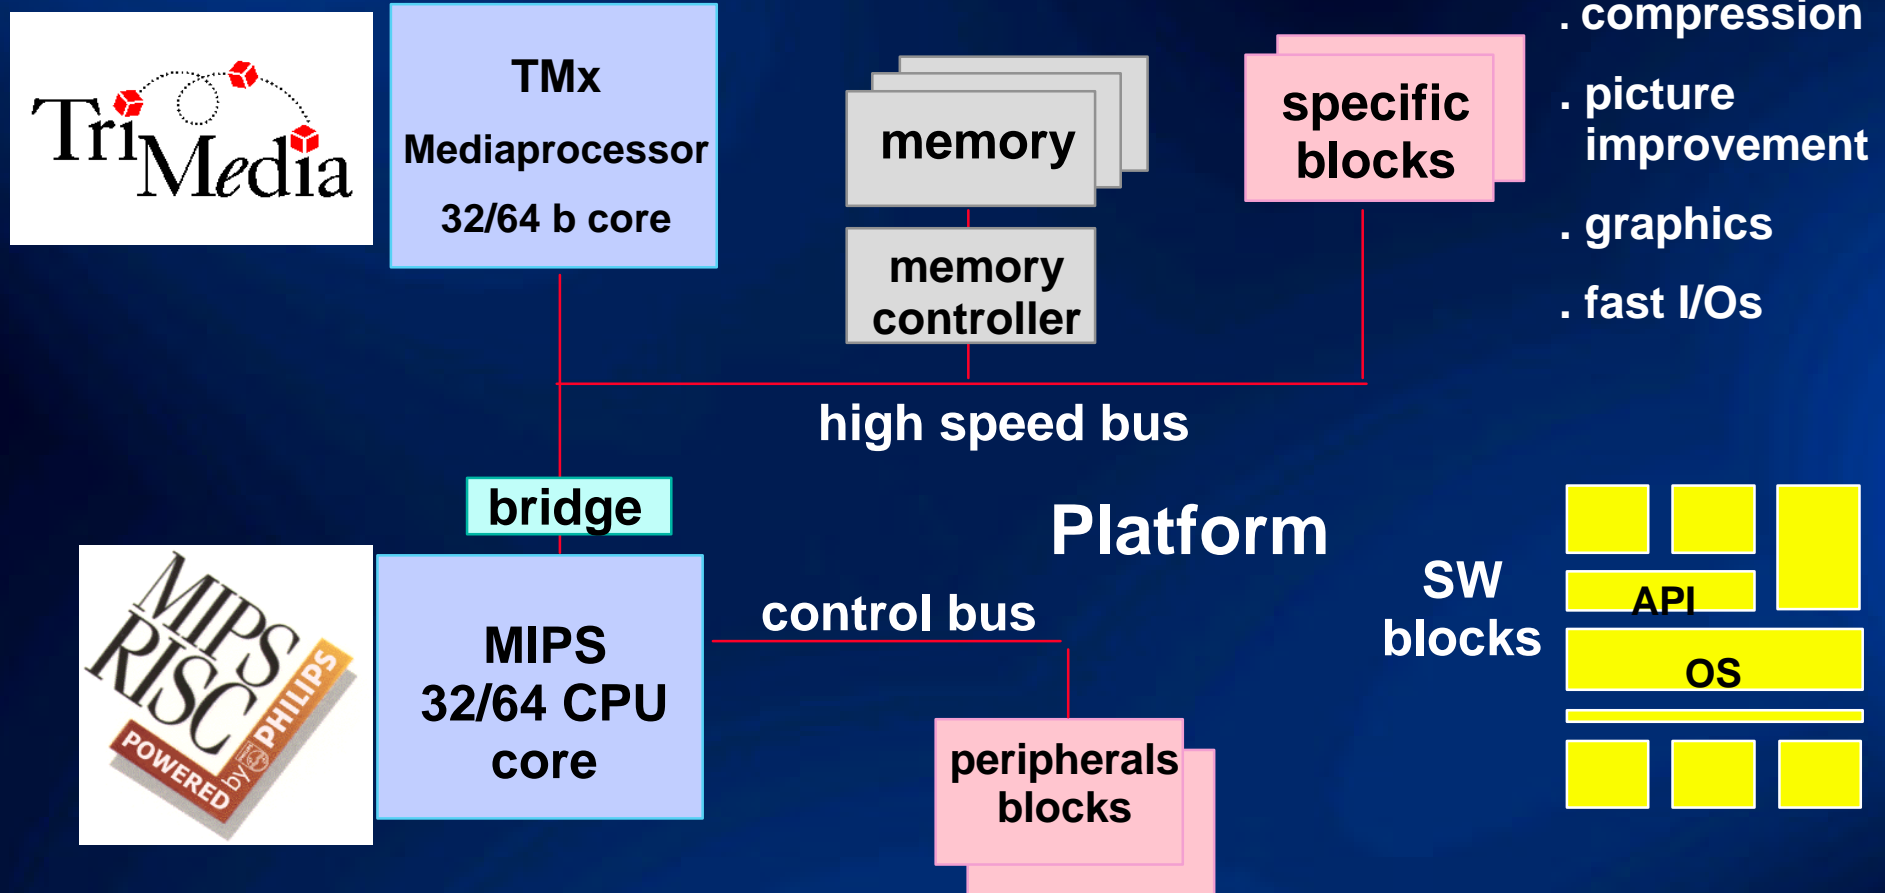 TriMedia
TMx
Mediaprocessor
32/64 b core
memory
memory
controller
specific
blocks
. compression
. picture
improvement
. graphics
. fast I/Os
high speed bus
bridge
Platform
MIPS
RISC
POWERED
by PHILIPS
MIPS
32/64 CPU
core
control bus
peripherals
blocks
SW
blocks
API
OS